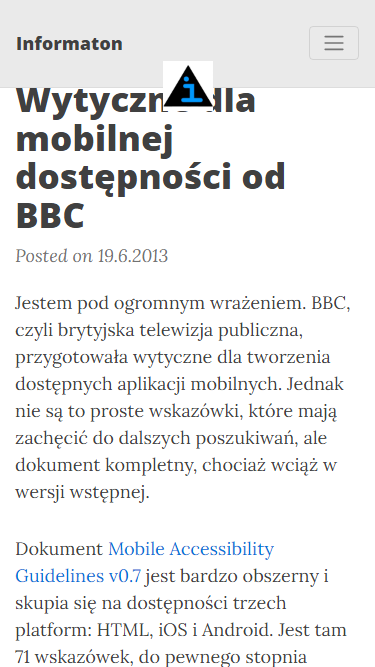 Informaton
Wytyczne dla
mobilnej
dostępności od
BBC
Posted on 19.6.2013
Jestem pod ogromnym wrażeniem. BBC,
czyli brytyjska telewizja publiczna,
przygotowała wytyczne dla tworzenia
dostępnych aplikacji mobilnych. Jednak
nie są to proste wskazówki, które mają
zachęcić do dalszych poszukiwań, ale
dokument kompletny, chociaż wciąż w
wersji wstępnej.
Dokument Mobile Accessibility
Guidelines v0.7 jest bardzo obszerny i
skupia się na dostępności trzech
platform: HTML, iOS i Android. Jest tam
71 wskazówek, do pewnego stopnia